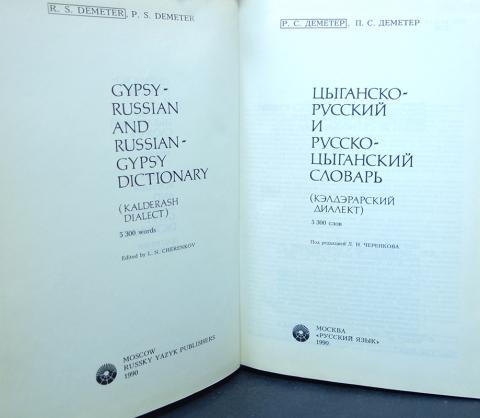 R. S. DEMETER, P. S. DEMETER
GYPSY-
RUSSIAN
AND
RUSSIAN-
GYPSY
DICTIONARY
(KALDERASH
DIALECT)
5 300 words
Edited by L. N. CHERENKOV
MOSCOW
RUSSKY YAZYK PUBLISHERS
1990
Р. С. ДЕМЕТЕР, П. С. ДЕМЕТЕР
ЦЫГАНСКО-
РУССКИЙ
И
РУССКО-
ЦЫГАНСКИЙ
СЛОВАРЬ
(КЭЛДЭРАРСКИЙ
ДИАЛЕКТ)
5 300 слов
Под редакцией Л. Н. ЧЕРЕНКОВА
МОСКВА
«РУССКИЙ ЯЗЫК»
1990